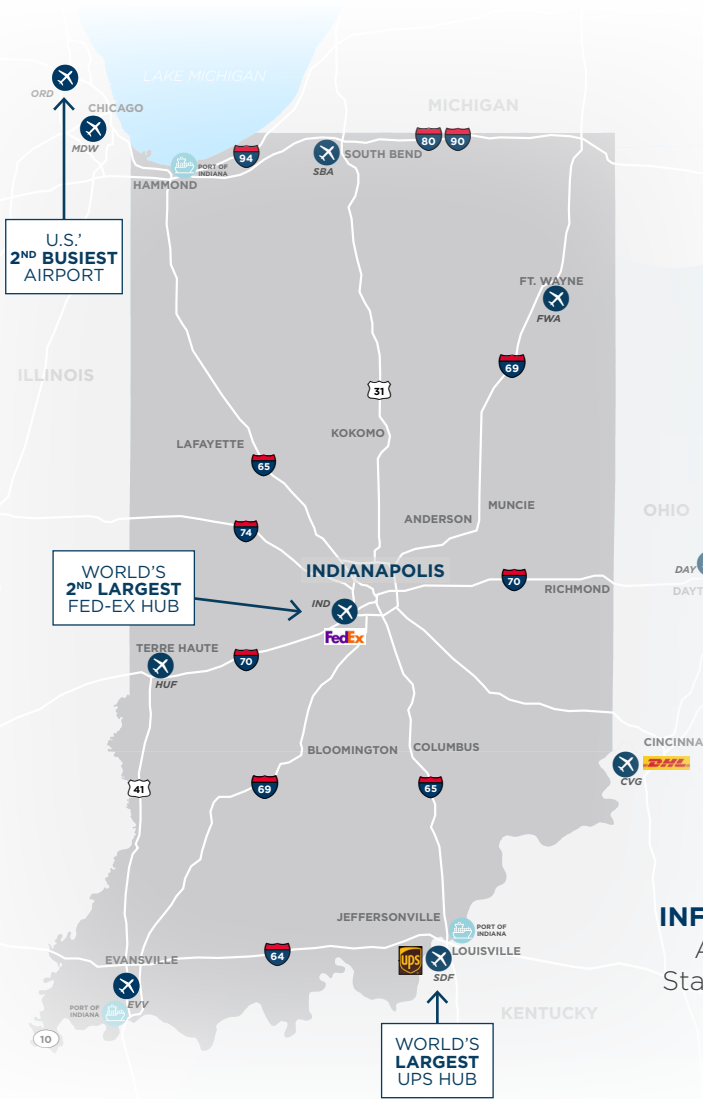 LAKE MICHIGAN
ORD
CHICAGO
MDW
MICHIGAN
80
90
94
SOUTH BEND
SBA
PORT OF
INDIANA
HAMMOND
U.S.'
2ND BUSIEST
AIRPORT
FT. WAYNE
FWA
69
ILLINOIS
31
KOKOMO
LAFAYETTE
65
MUNCIE
ANDERSON
OHIO
74
WORLD'S
2ND LARGEST
FED-EX HUB
INDIANAPOLIS
70
RICHMOND
DAY
DAYT
IND
FedEx
TERRE HAUTE
70
HUF
BLOOMINGTON
COLUMBUS
CINCINNA
DHL
CVG
41
69
65
JEFFERSONVILLE
PORT OF
INDIANA
INF
A
Sta
EVANSVILLE
64
ups
LOUISVILLE
SDF
EVV
PORT OF
INDIANA
10
KENTUCKY
WORLD'S
LARGEST
UPS HUB